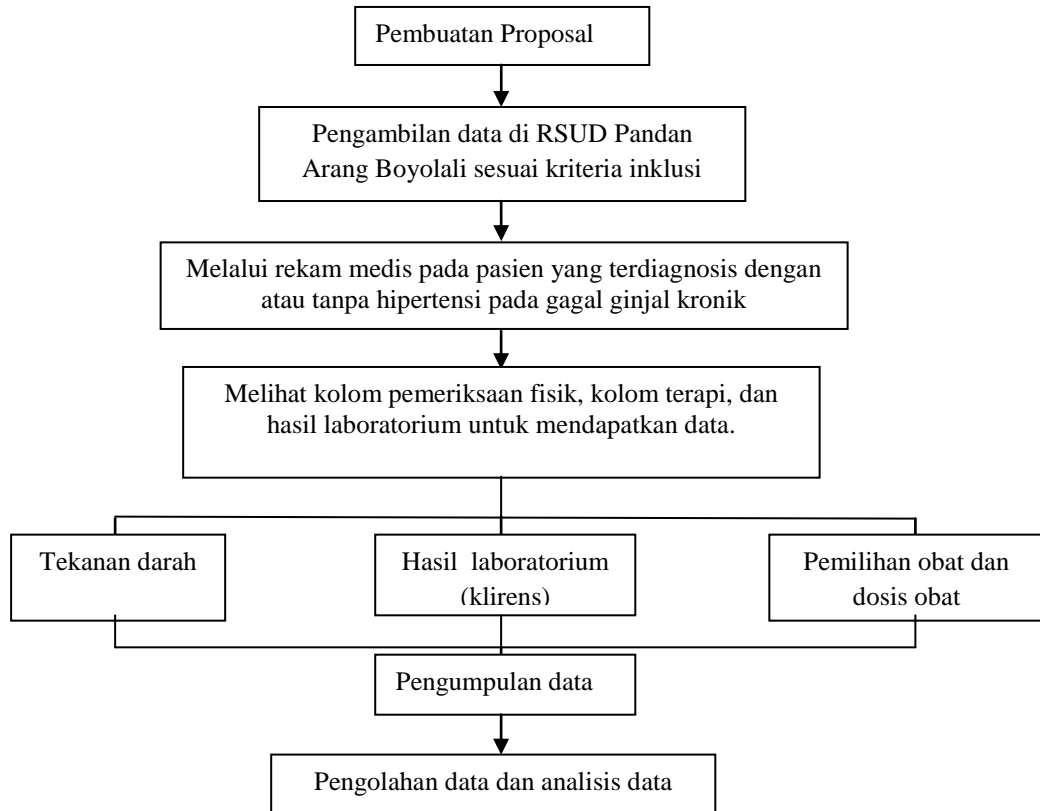 Pembuatan Proposal
Pengambilan data di RSUD Pandan
Arang Boyolali sesuai kriteria inklusi
Melalui rekam medis pada pasien yang terdiagnosis dengan
atau tanpa hipertensi pada gagal ginjal kronik
Melihat kolom pemeriksaan fisik, kolom terapi, dan
hasil laboratorium untuk mendapatkan data.
Tekanan darah
Hasil laboratorium
(klirens)
Pemilihan obat dan
dosis obat
Pengumpulan data
Pengolahan data dan analisis data